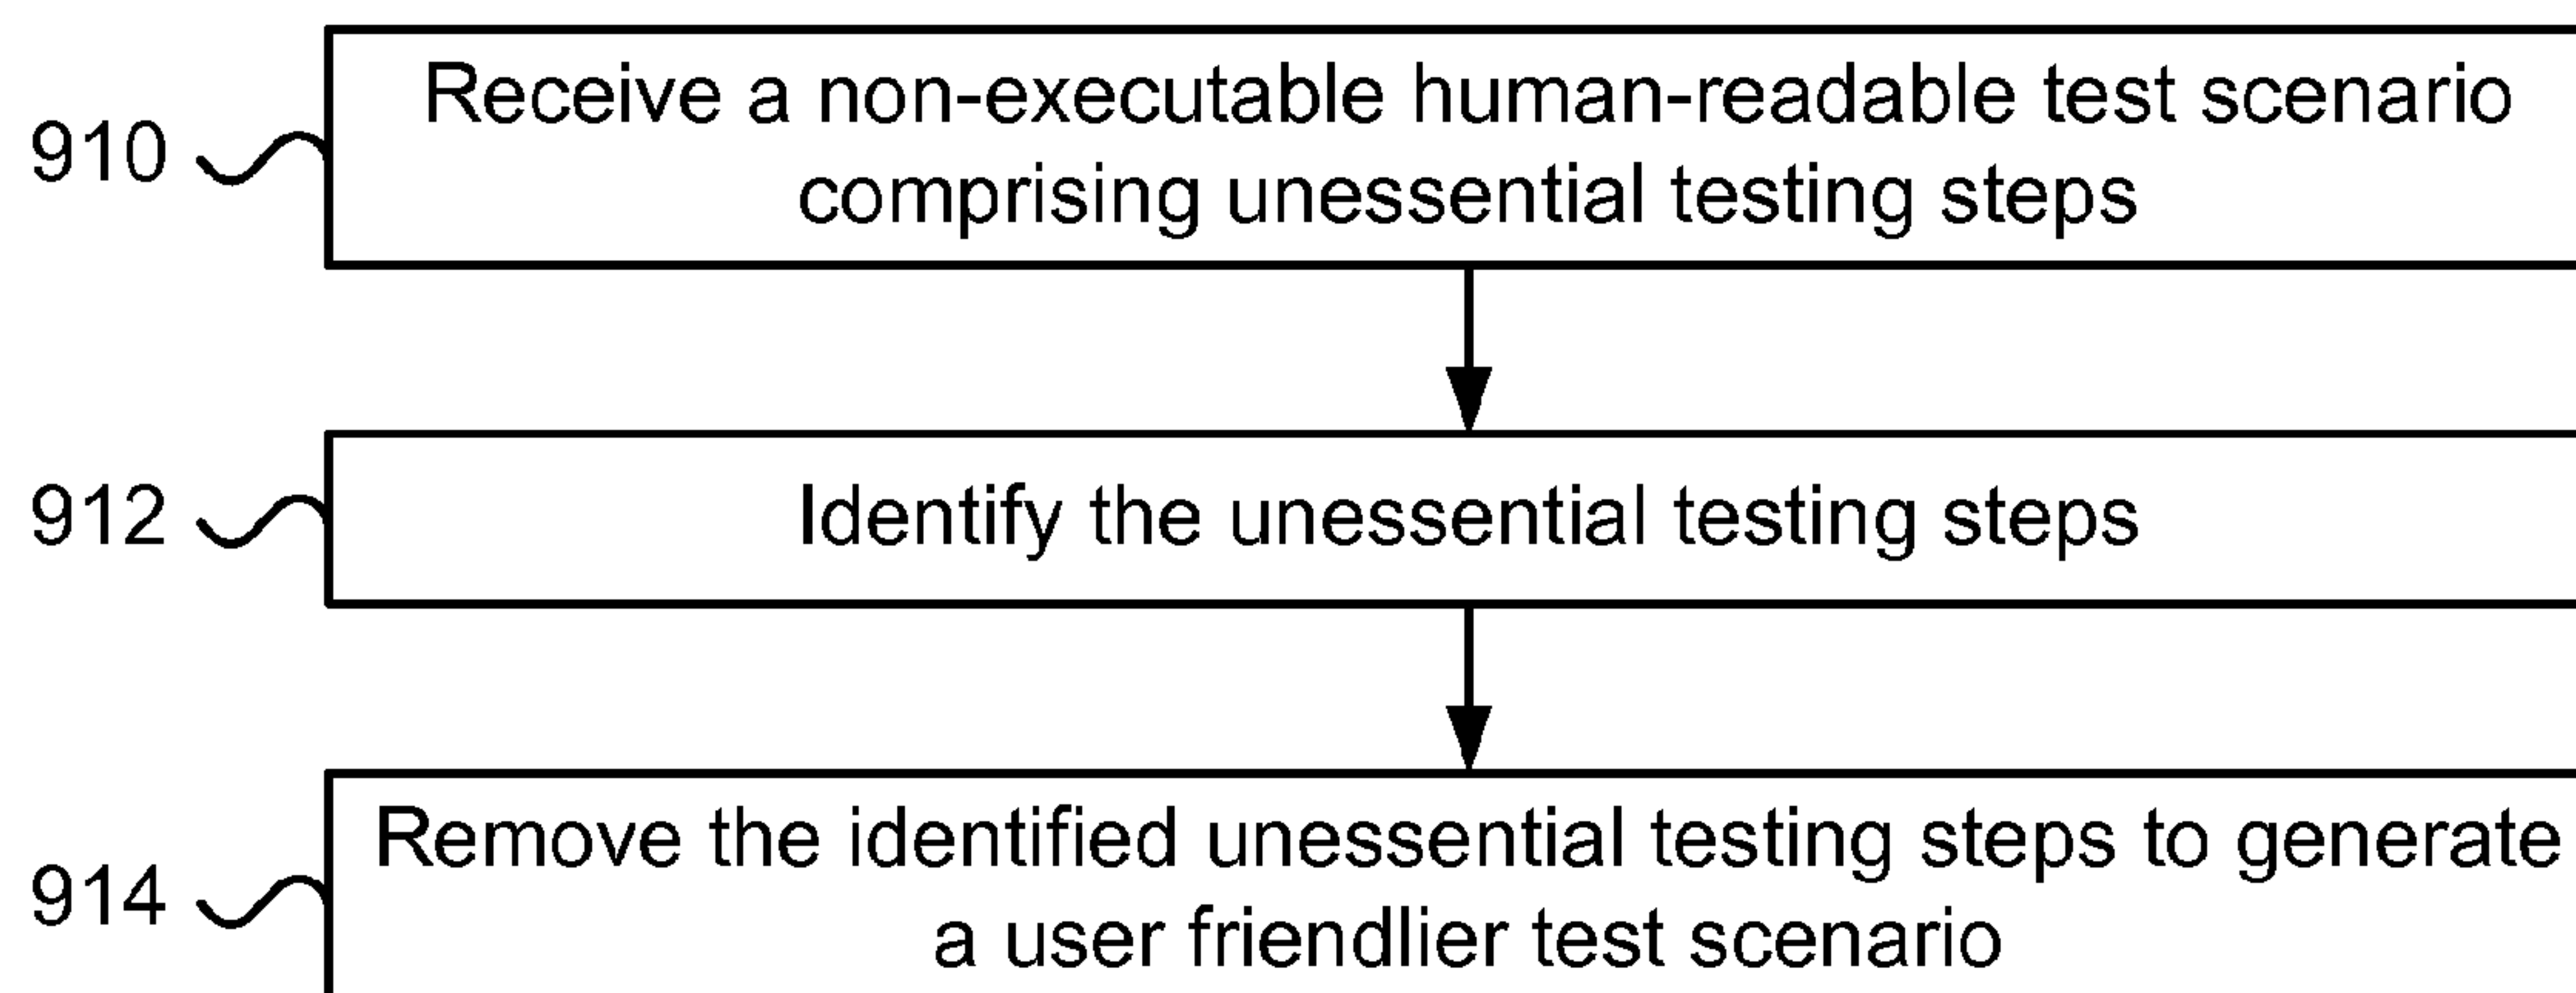 Receive a non-executable human-readable test scenario
910
comprising unessential testing steps
912
Identify the unessential testing steps
Remove the identified unessential testing steps to generate
914
a user friendlier test scenario